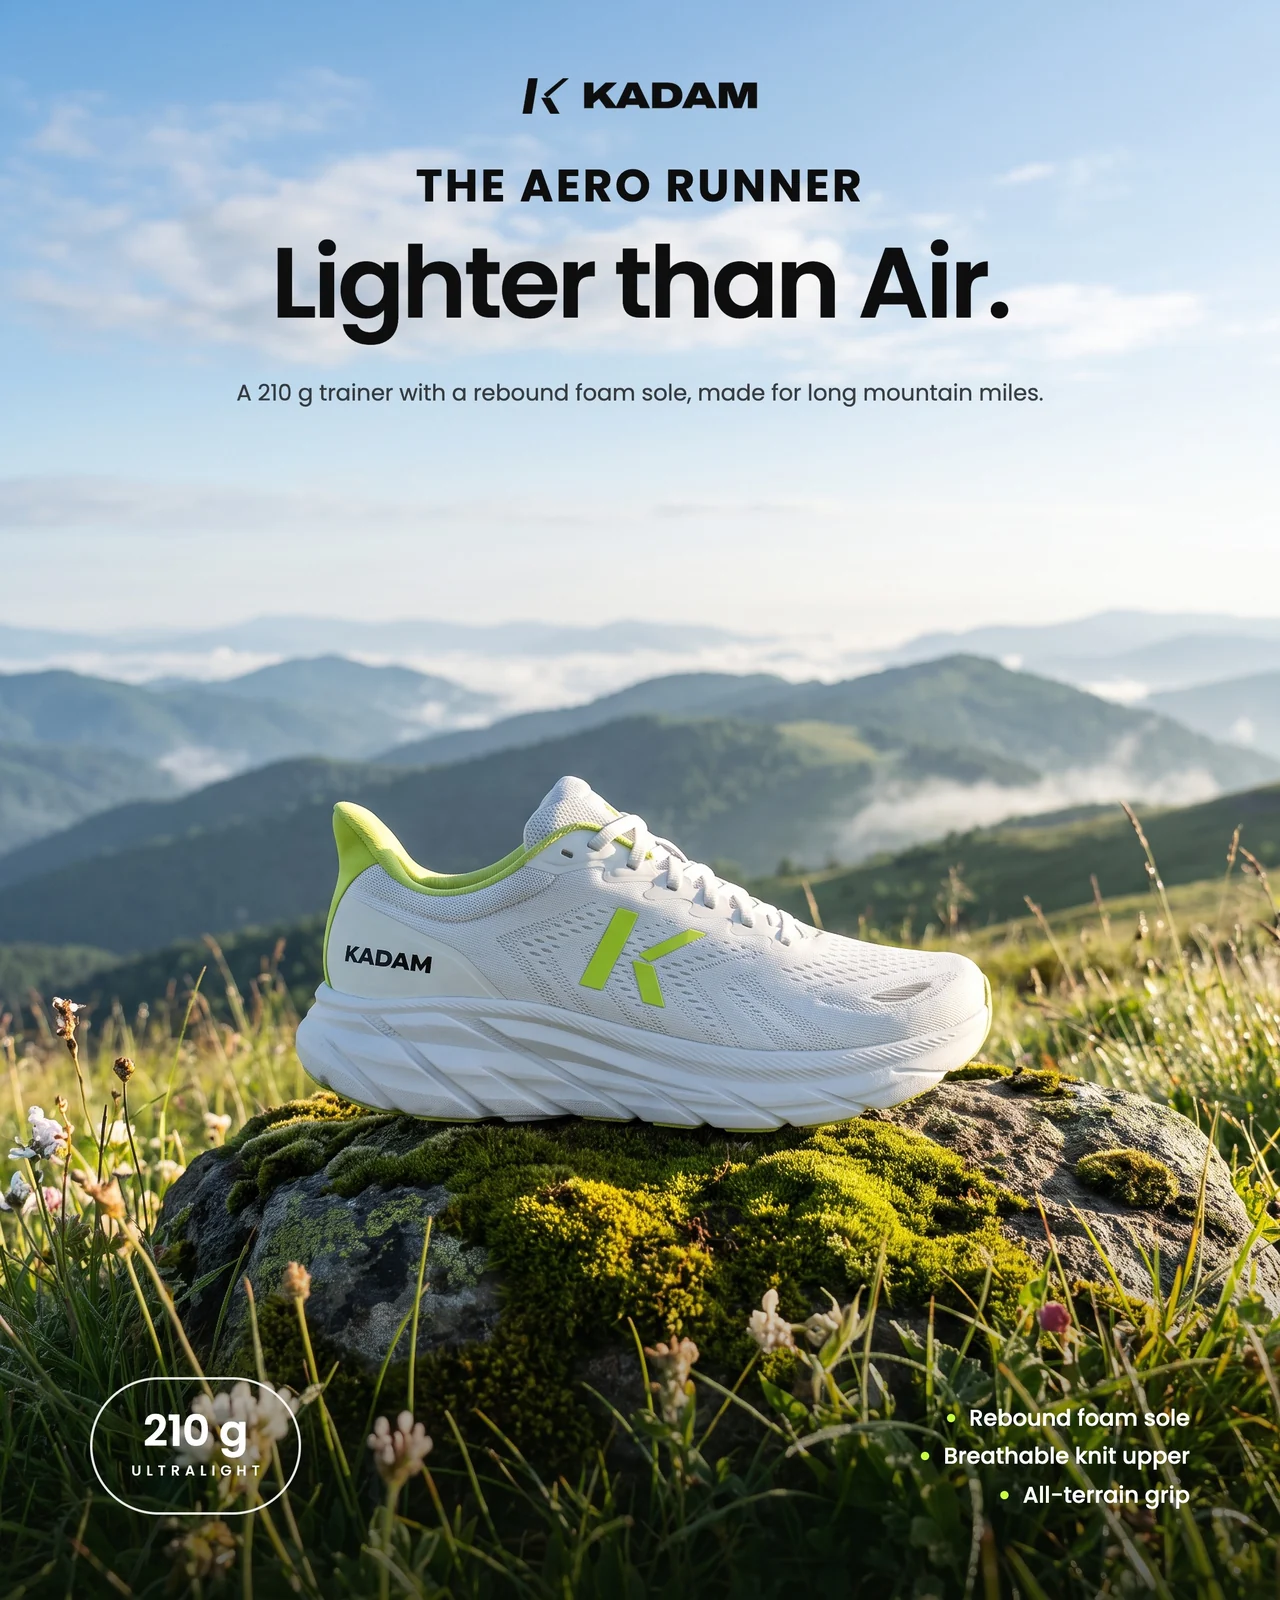 KADAM
THE AERO RUNNER
Lighter than Air.
A 210 g trainer with a rebound foam sole, made for long mountain miles.
KADAM
210 g
ULTRALIGHT
Rebound foam sole
Breathable knit upper
All-terrain grip